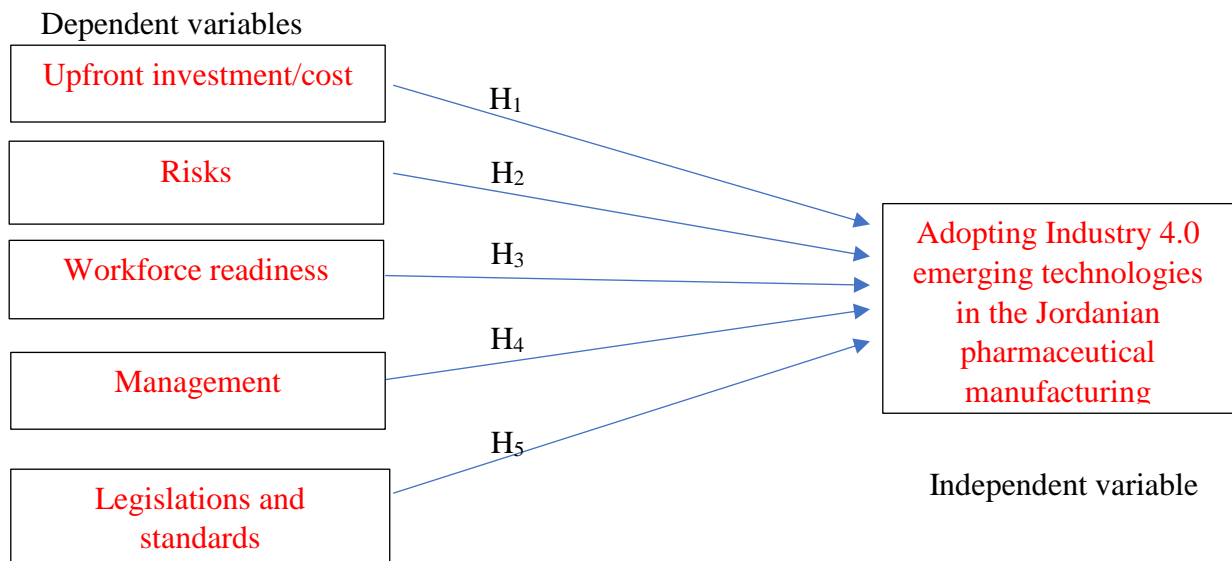 Dependent variables
Upfront investment/cost
H₁
Risks
H₂
Workforce readiness
H₃
Management
H₄
Legislations and
standards
H₅
Adopting Industry 4.0
emerging technologies
in the Jordanian
pharmaceutical
manufacturing
Independent variable